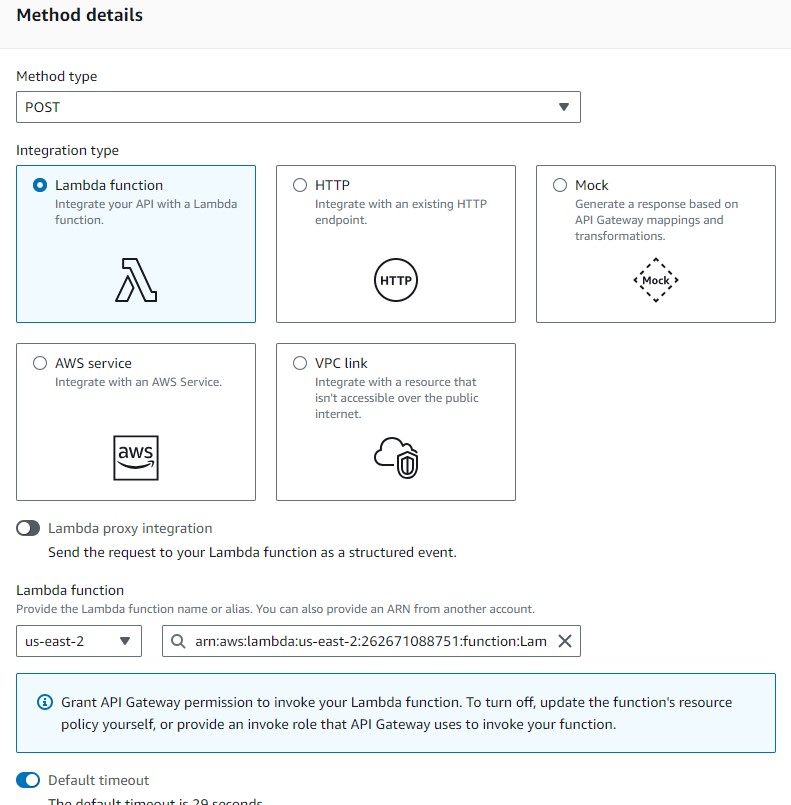 Method details
Method type
POST
Integration type
Lambda function
Integrate your API with a Lambda
function.
HTTP
Integrate with an existing HTTP
endpoint.
HTTP
Mock
Generate a response based on
API Gateway mappings and
transformations.
Mock
AWS service
Integrate with an AWS Service.
aws
VPC link
Integrate with a resource that
isn't accessible over the public
internet.
Lambda proxy integration
Send the request to your Lambda function as a structured event.
Lambda function
Provide the Lambda function name or alias. You can also provide an ARN from another account.
us-east-2
arn:aws:lambda:us-east-2:262671088751:function:Lam
Grant API Gateway permission to invoke your Lambda function. To turn off, update the function's resource
policy yourself, or provide an invoke role that API Gateway uses to invoke your function.
Default timeout
The default timeout is 29 seconds.